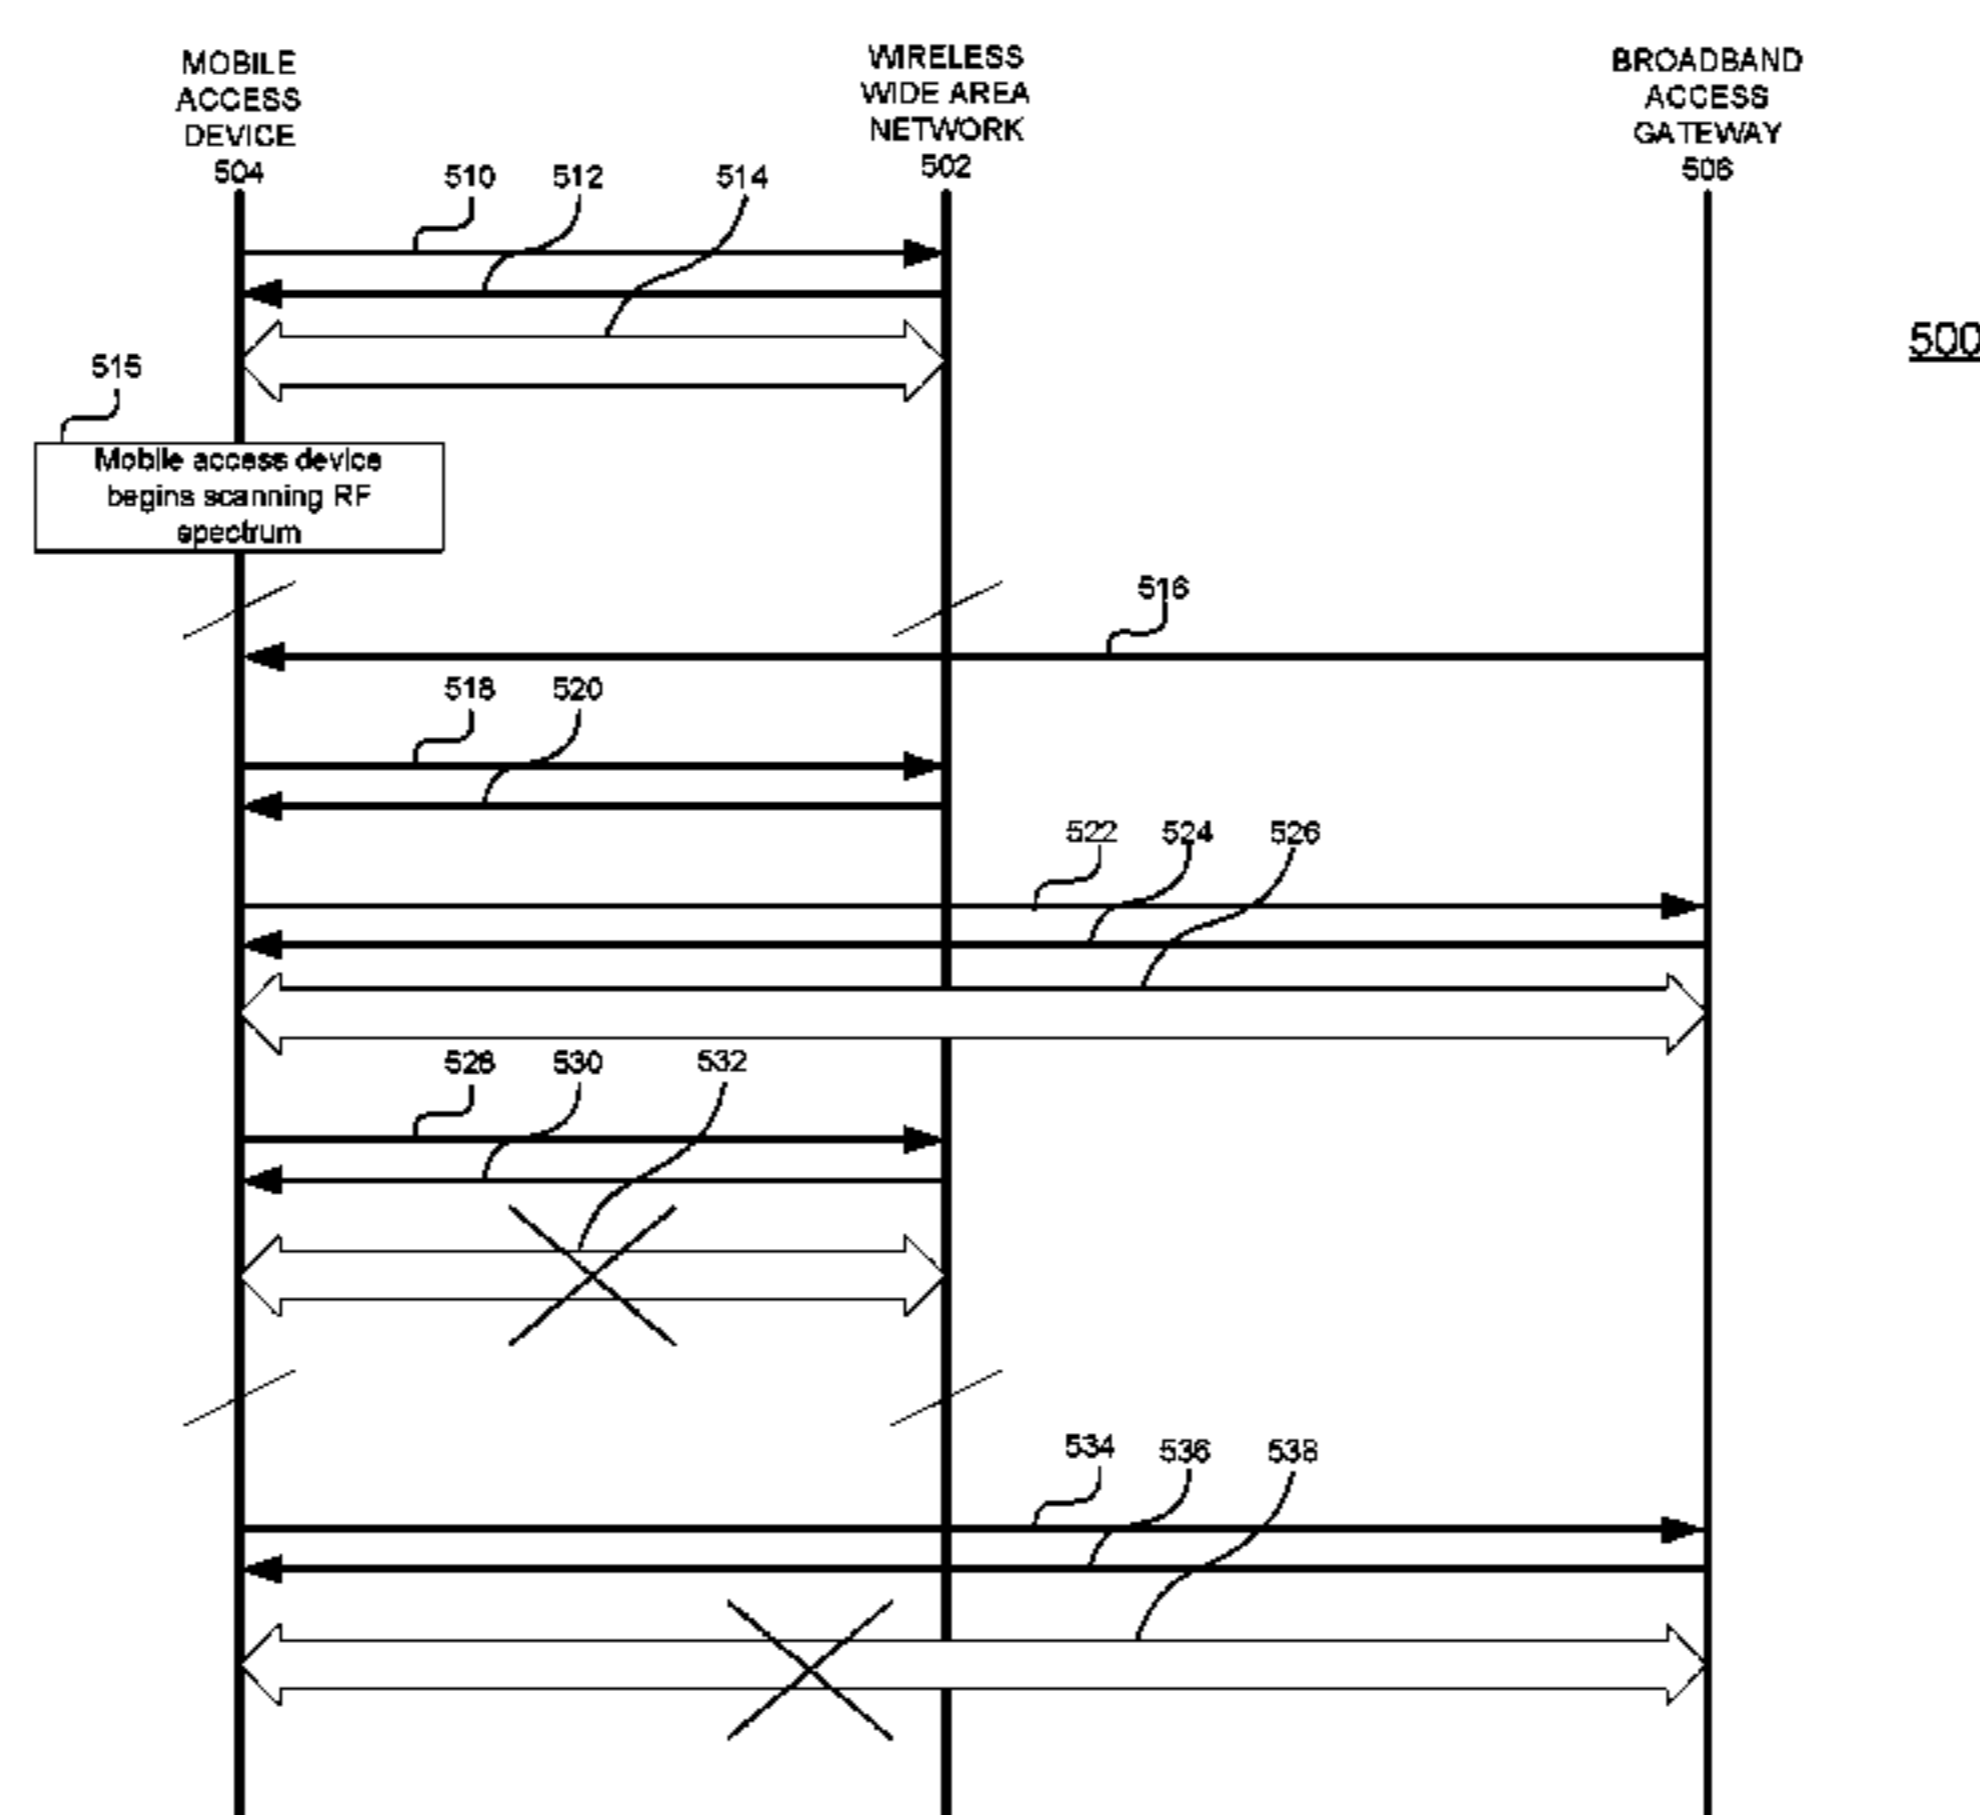 MOBILE
ACCESS
DEVICE
504
WIRELESS
WIDE AREA
NETWORK
502
BROADBAND
ACCESS
GATEWAY
506
510
512
514
500
515
Mobile access device
begins scanning RF
spectrum
516
518
520
522
524
526
528
530
532
534
536
538